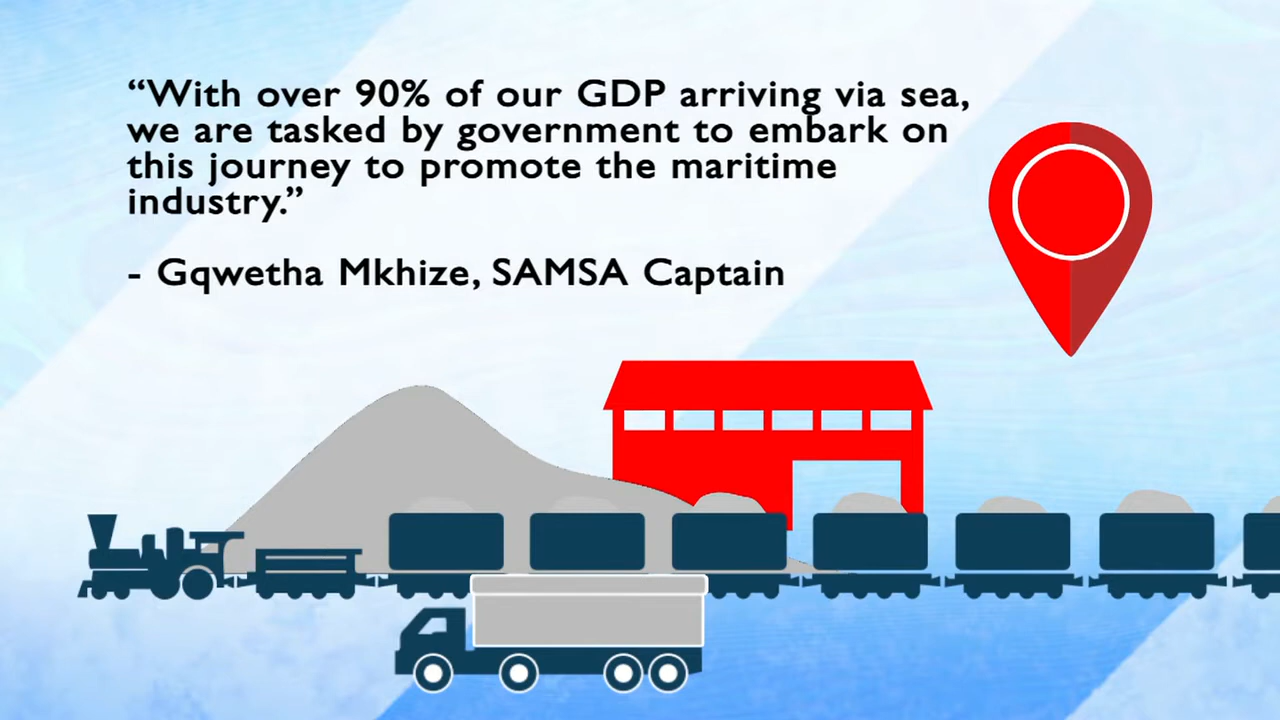 “With over 90% of our GDP arriving via sea,
we are tasked by government to embark on
this journey to promote the maritime
industry.”
- Gqwetha Mkhize, SAMSA Captain